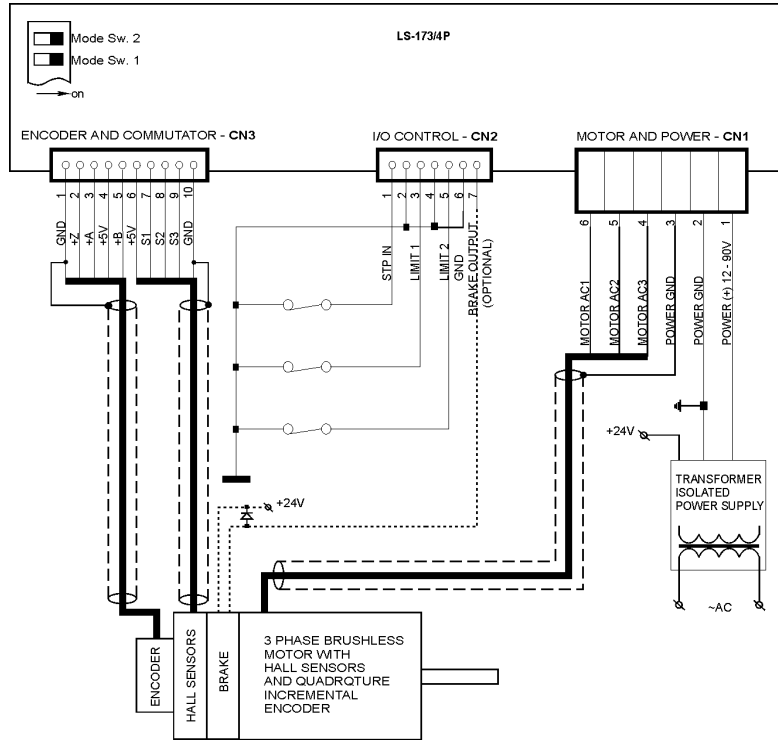 LS-173/4P
Mode Sw. 2
Mode Sw. 1
on
ENCODER AND COMMUTATOR - CN3
I/O CONTROL - CN2
MOTOR AND POWER - CN1
1
2
3
4
5
6
7
8
9
10
GND
+Z
+A
+5V
+B
+5V
S1
S2
S3
GND
1
2
3
4
5
6
7
STP IN
LIMIT 1
LIMIT 2
GND
BRAKE OUTPUT
(OPTIONAL)
6
5
4
3
2
1
MOTOR AC1
MOTOR AC2
MOTOR AC3
POWER GND
POWER GND
POWER (+) 12 - 90V
+24V
TRANSFORMER
ISOLATED
POWER SUPPLY
~AC
+24V
ENCODER
HALL SENSORS
BRAKE
3 PHASE BRUSHLESS
MOTOR WITH
HALL SENSORS
AND QUADRQTURE
INCREMENTAL
ENCODER